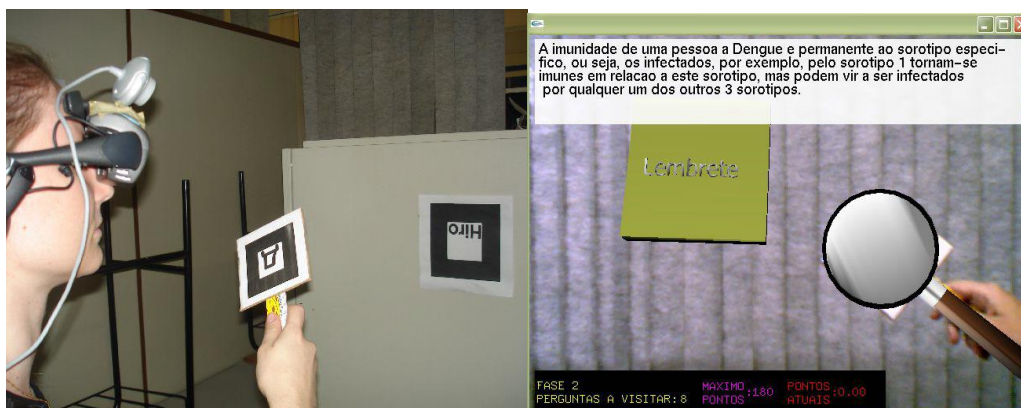 Hiro
A imunidade de uma pessoa a Dengue e permanente ao sorotipo especi-
fico, ou seja, os infectados, por exemplo, pelo sorotipo 1 tornam-se
imunes em relacao a este sorotipo, mas podem vir a ser infectados
por qualquer um dos outros 3 sorotipos.
Lembrete
FASE 2
PERGUNTAS A VISITAR:8
MAXIMO
PONTOS :180
PONTOS
ATUAIS :0.00